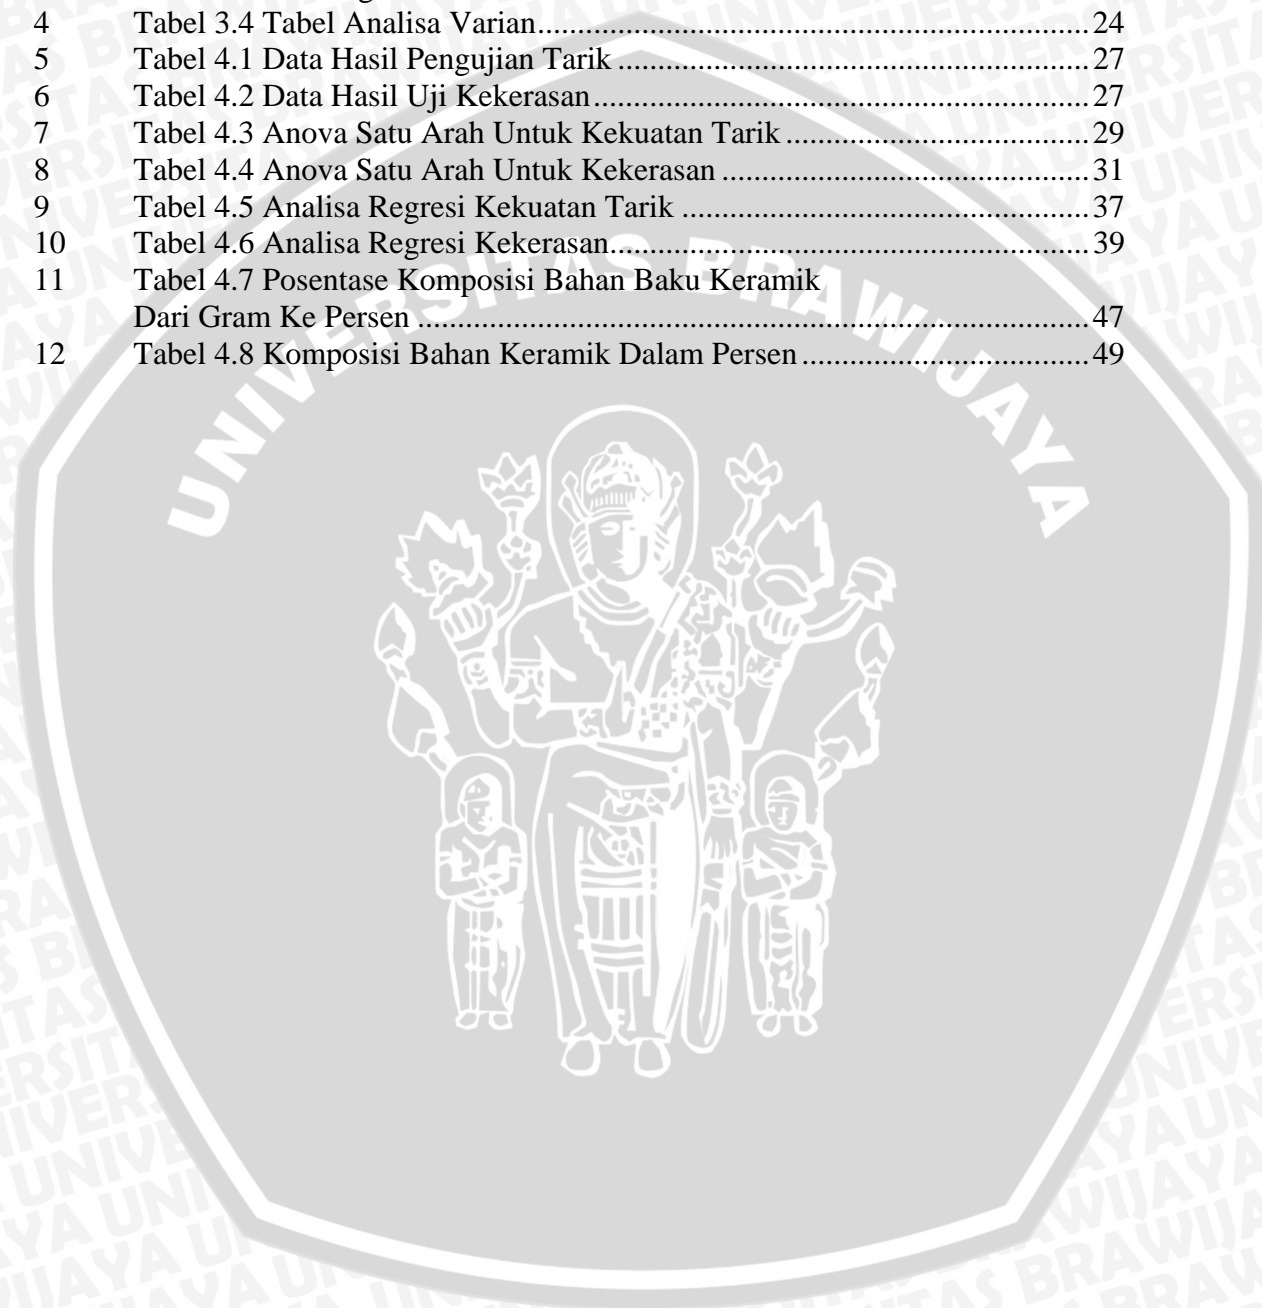 4 Tabel 3.4 Tabel Analisa Varian....................................................................24
5 Tabel 4.1 Data Hasil Pengujian Tarik..........................................................27
6 Tabel 4.2 Data Hasil Uji Kekerasan.............................................................27
7 Tabel 4.3 Anova Satu Arah Untuk Kekuatan Tarik.....................................29
8 Tabel 4.4 Anova Satu Arah Untuk Kekerasan.............................................31
9 Tabel 4.5 Analisa Regresi Kekuatan Tarik..................................................37
10 Tabel 4.6 Analisa Regresi Kekerasan...........................................................39
11 Tabel 4.7 Posentase Komposisi Bahan Baku Keramik
Dari Gram Ke Persen...................................................................................47
12 Tabel 4.8 Komposisi Bahan Keramik Dalam Persen...................................49
UNIVERSITAS BRAWIJAYA